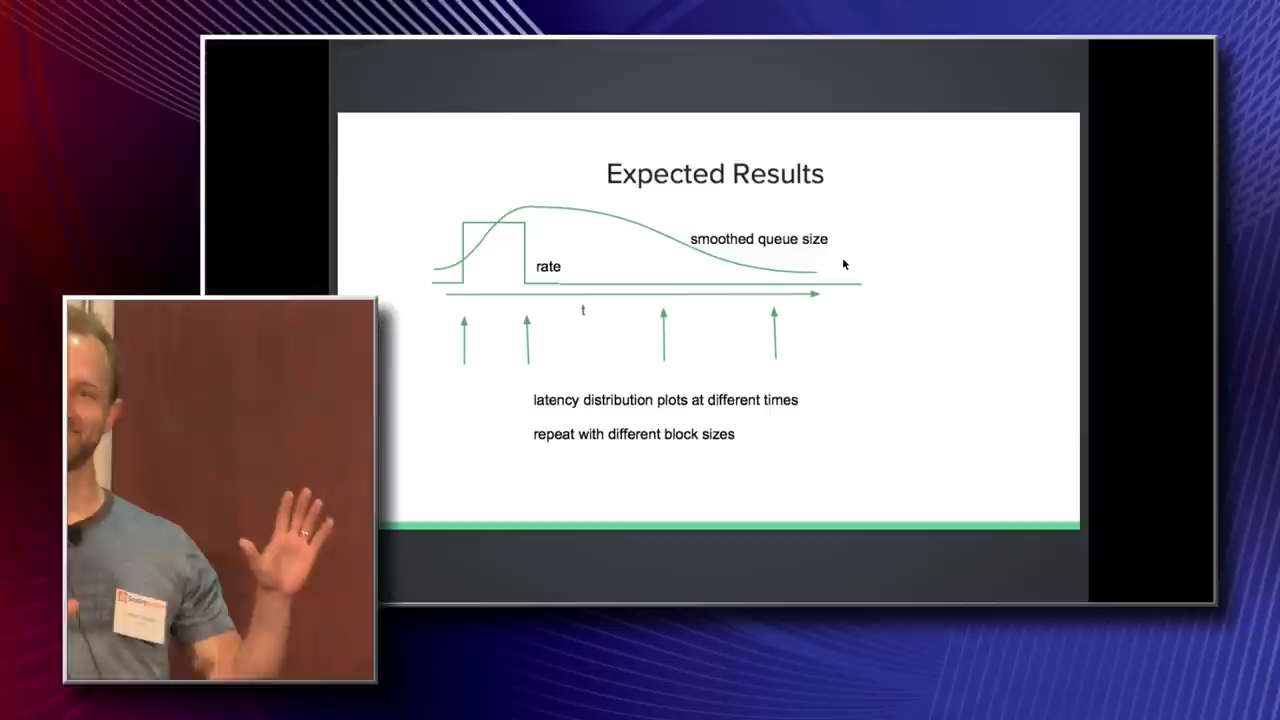 Expected Results
smoothed queue size
rate
t
latency distribution plots at different times
repeat with different block sizes